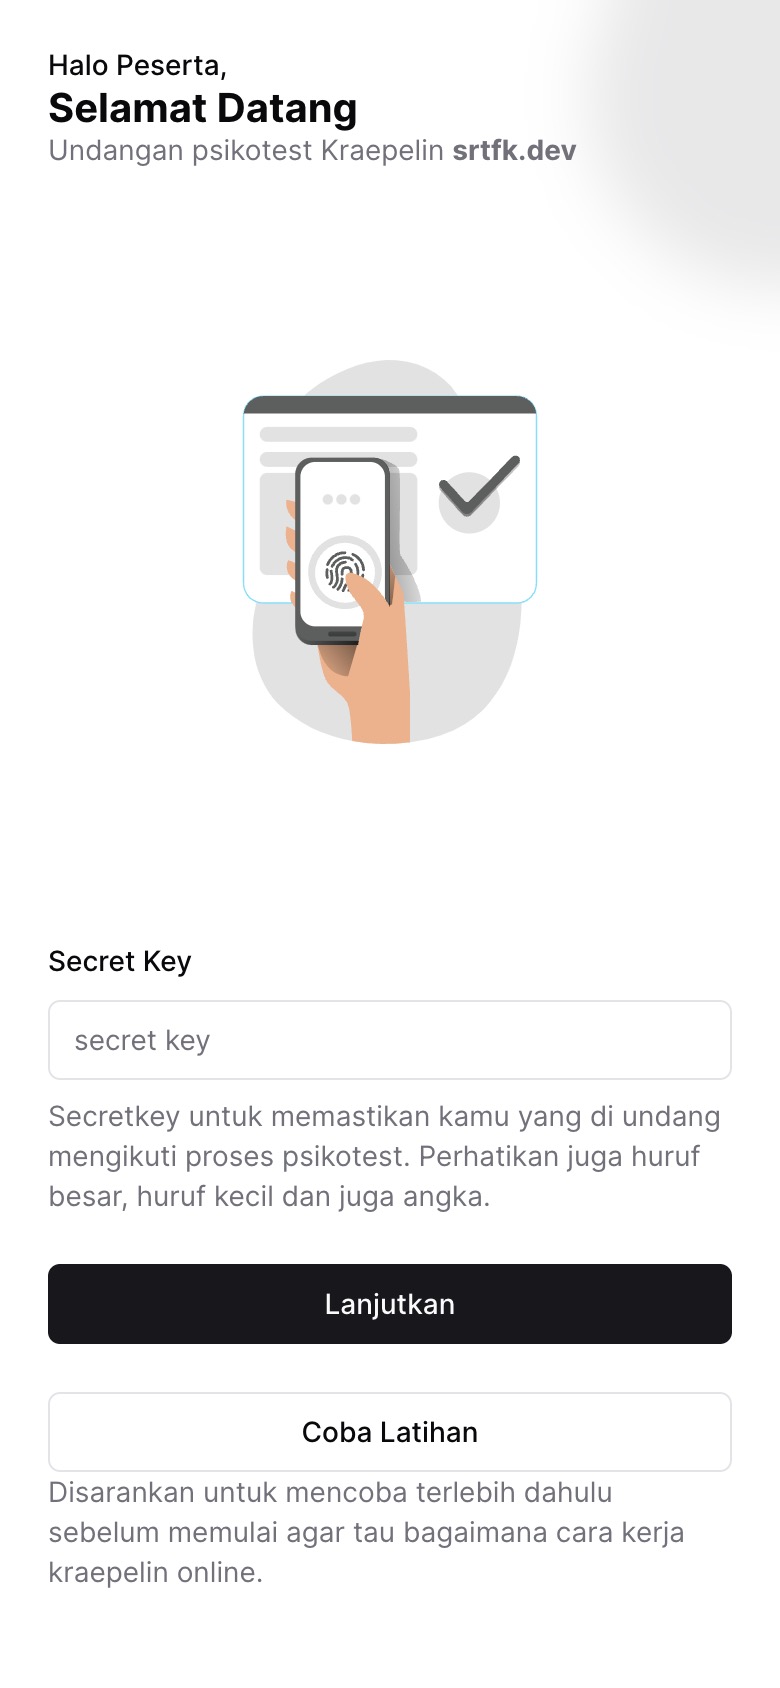 Halo Peserta,
Selamat Datang
Undangan psikotest Kraepelin srtfk.dev
Secret Key
secret key
Secretkey untuk memastikan kamu yang di undang
mengikuti proses psikotest. Perhatikan juga huruf
besar, huruf kecil dan juga angka.
Lanjutkan
Coba Latihan
Disarankan untuk mencoba terlebih dahulu
sebelum memulai agar tau bagaimana cara kerja
kraepelin online.